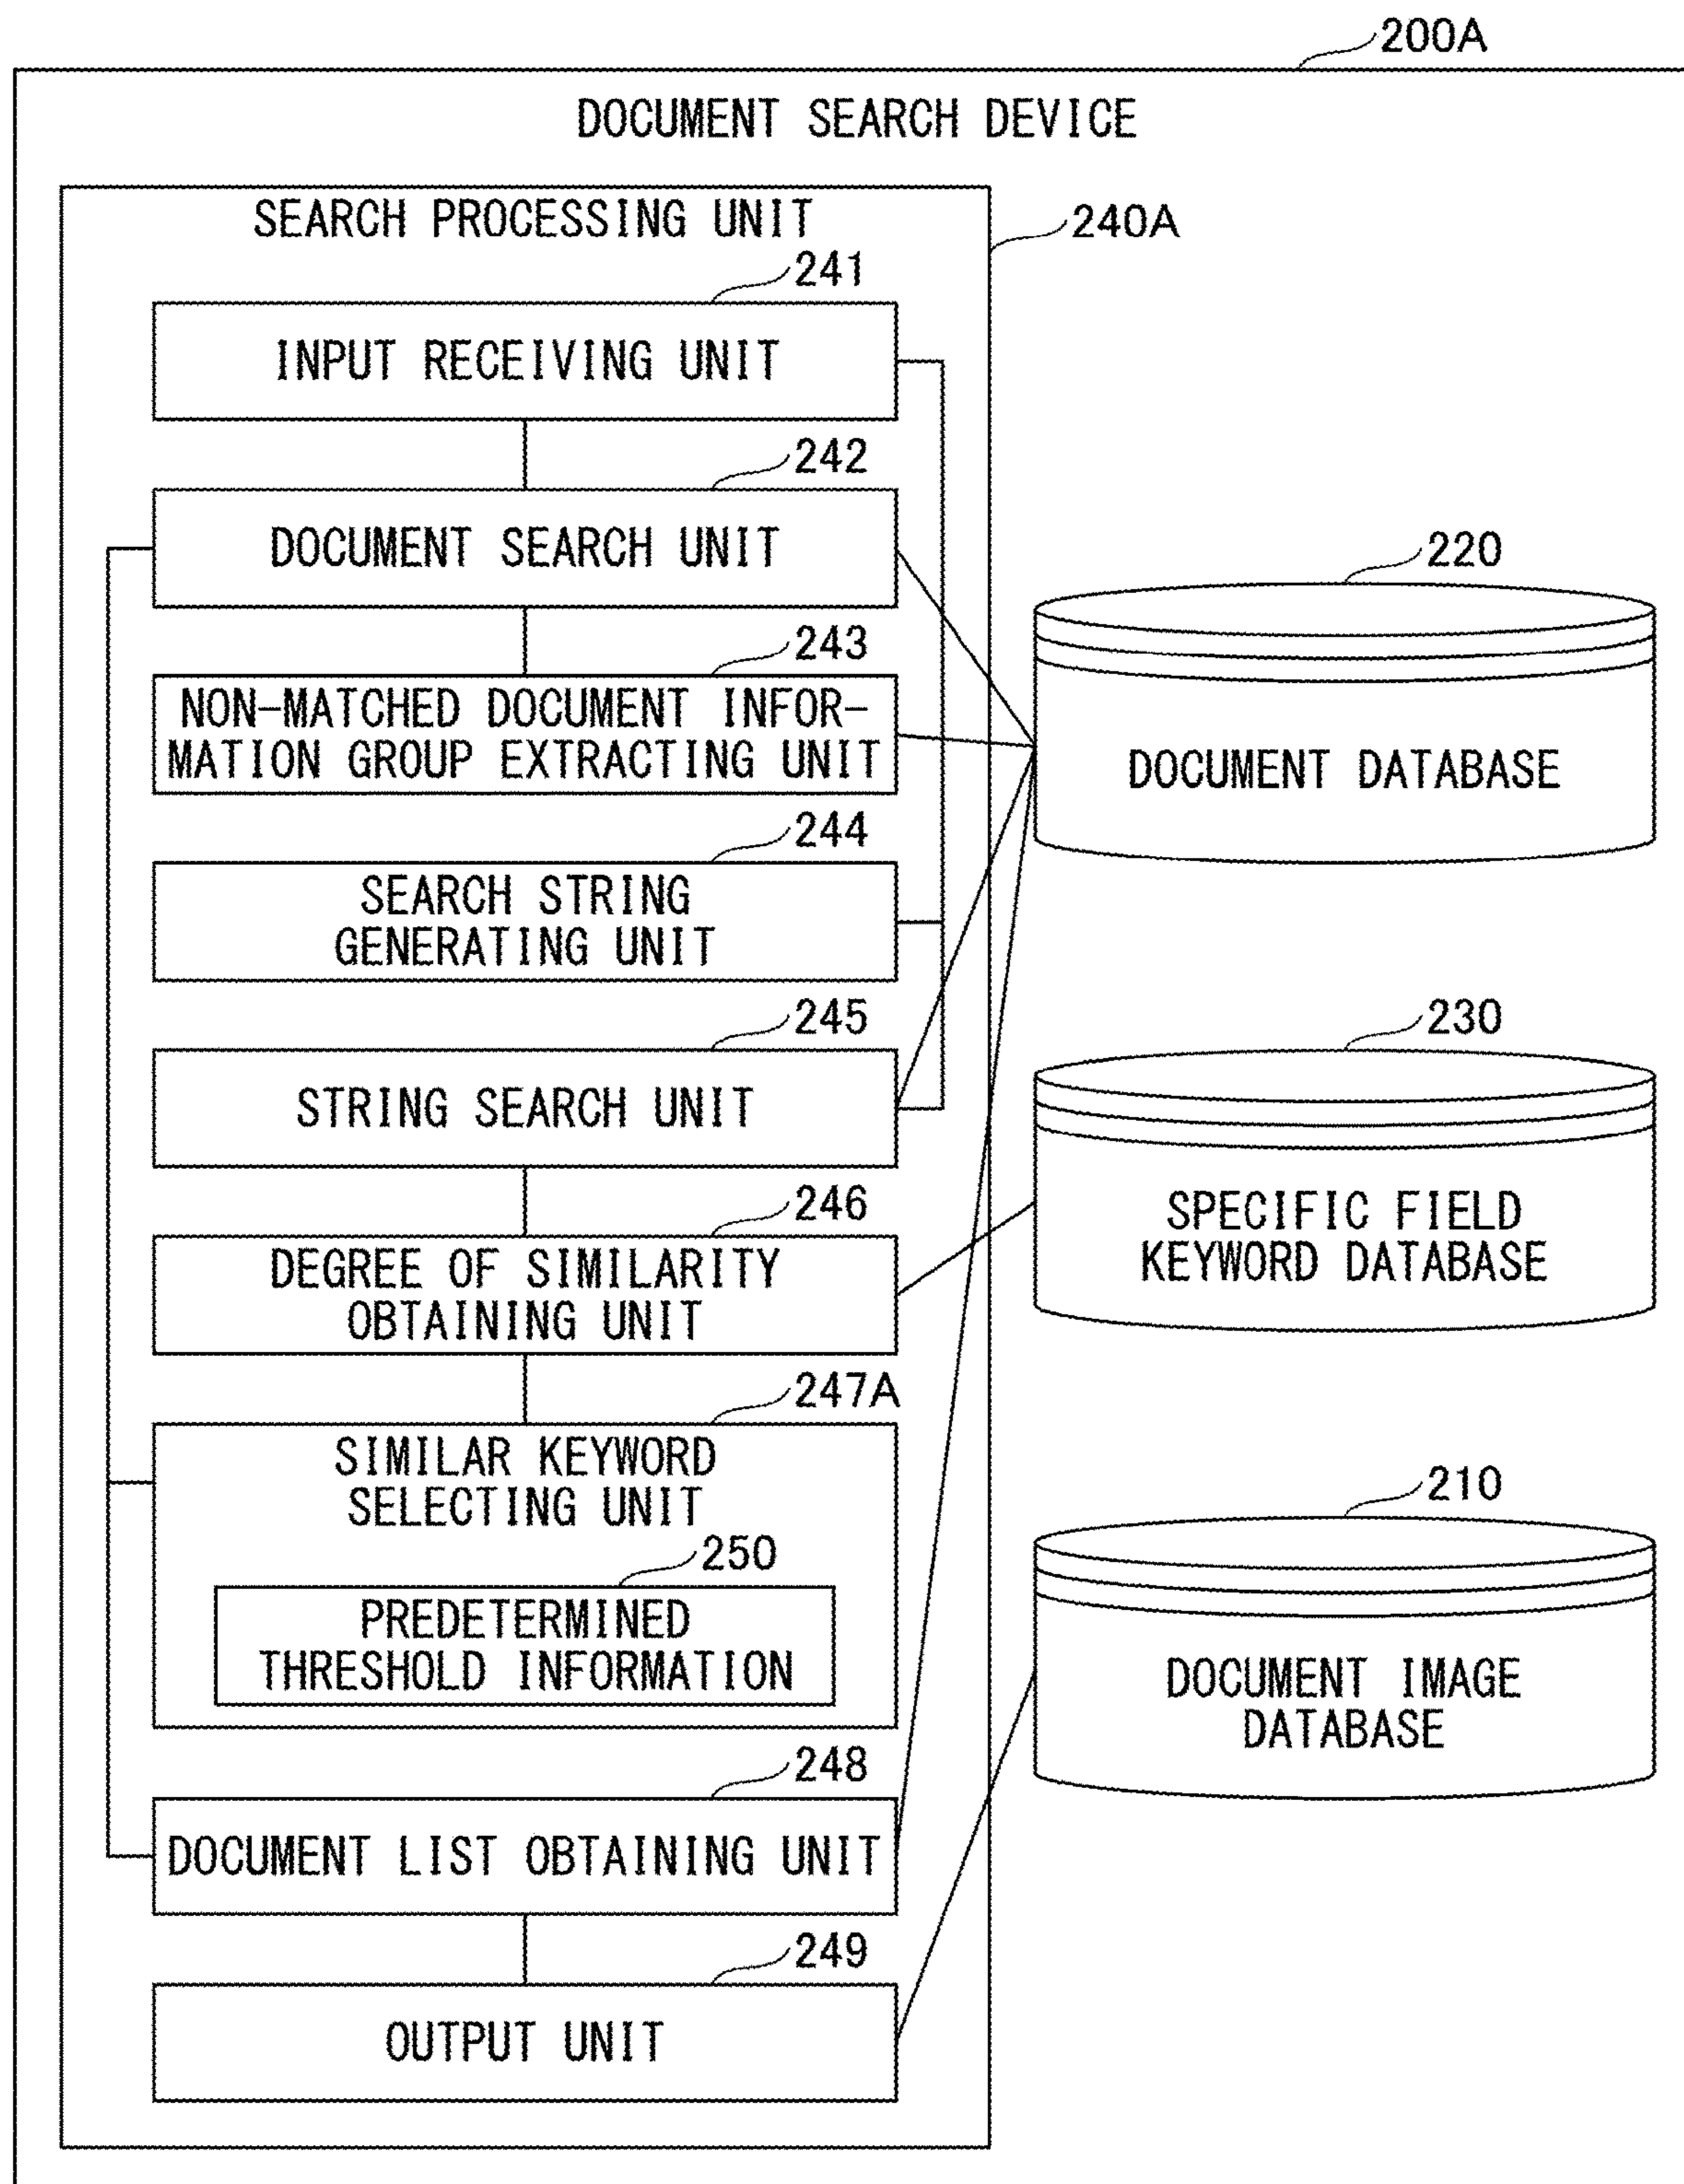 200A
DOCUMENT SEARCH DEVICE
SEARCH PROCESSING UNIT
240A
241
INPUT RECEIVING UNIT
242
DOCUMENT SEARCH UNIT
243
NON-MATCHED DOCUMENT INFOR-
MATION GROUP EXTRACTING UNIT
244
SEARCH STRING
GENERATING UNIT
245
STRING SEARCH UNIT
246
DEGREE OF SIMILARITY
OBTAINING UNIT
247A
SIMILAR KEYWORD
SELECTING UNIT
250
PREDETERMINED
THRESHOLD INFORMATION
248
DOCUMENT LIST OBTAINING UNIT
249
OUTPUT UNIT
220
DOCUMENT DATABASE
230
SPECIFIC FIELD
KEYWORD DATABASE
210
DOCUMENT IMAGE
DATABASE